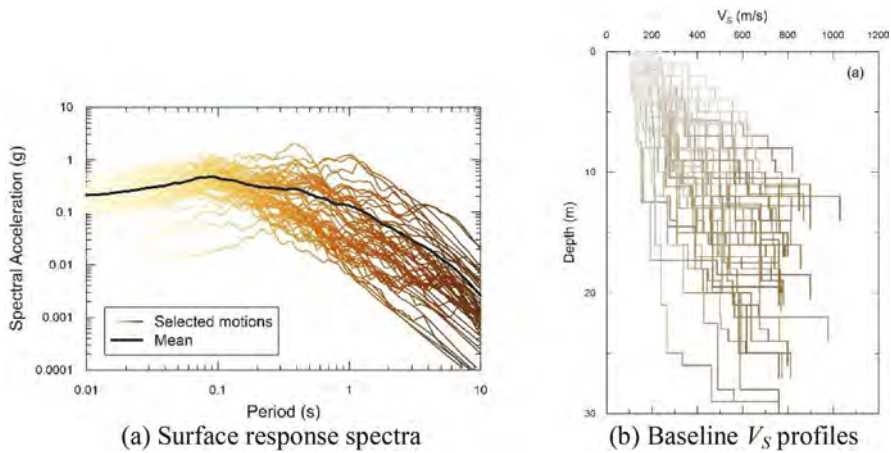 10
1
0.1
0.01
0.001
0.0001
Spectral Acceleration (g)
Selected motions
Mean
0.01 0.1 1 10
Period (s)
(a) Surface response spectra
V_S (m/s)
0 200 400 600 800 1000 1200
(a)
0
10
20
30
Depth (m)
(b) Baseline V_S profiles